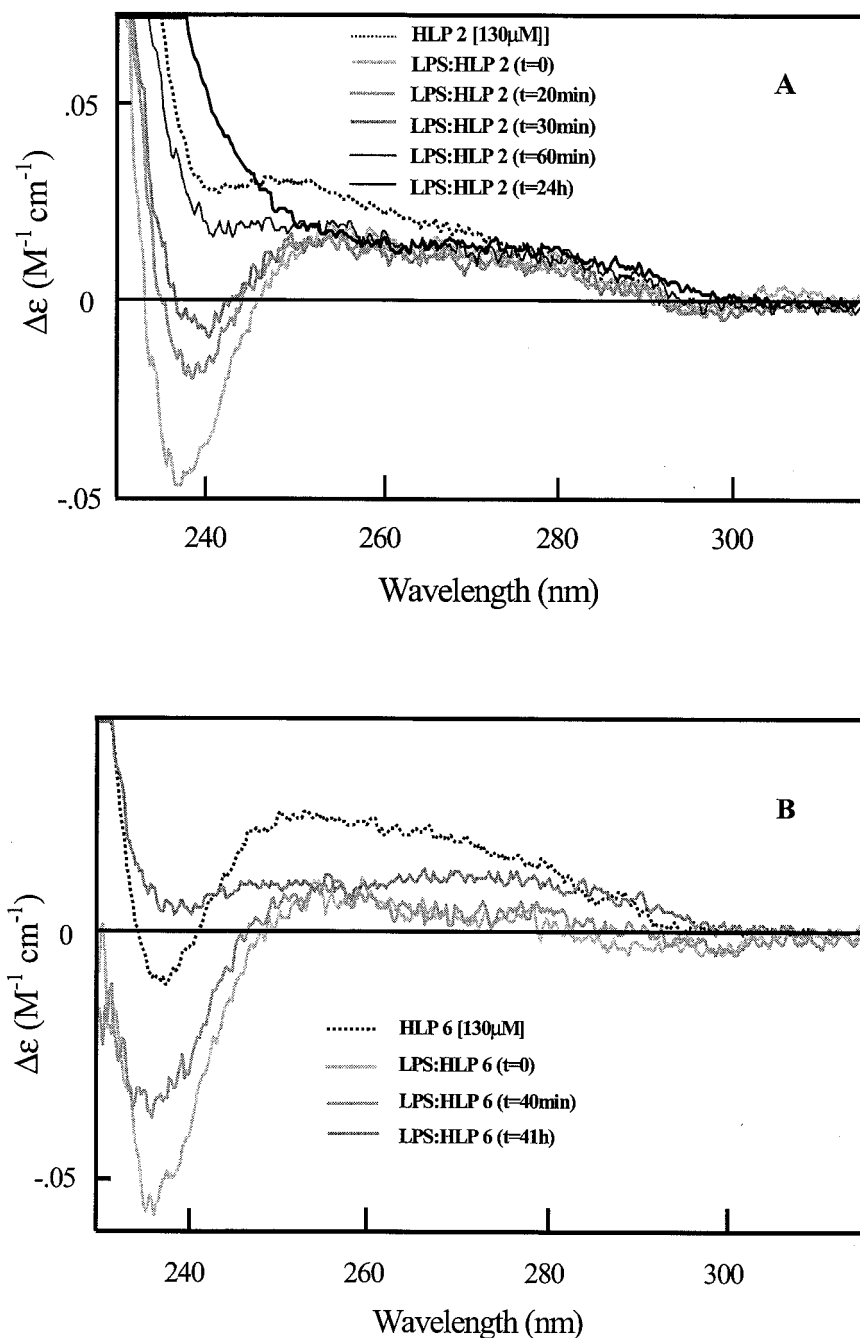 HLP 2 [130μM]]
LPS:HLP 2 (t=0)
LPS:HLP 2 (t=20min)
LPS:HLP 2 (t=30min)
LPS:HLP 2 (t=60min)
LPS:HLP 2 (t=24h)
A
.05
0
-.05
Δε (M⁻¹ cm⁻¹)
240
260
280
300
Wavelength (nm)
B
0
-.05
Δε (M⁻¹ cm⁻¹)
HLP 6 [130μM]
LPS:HLP 6 (t=0)
LPS:HLP 6 (t=40min)
LPS:HLP 6 (t=41h)
240
260
280
300
Wavelength (nm)